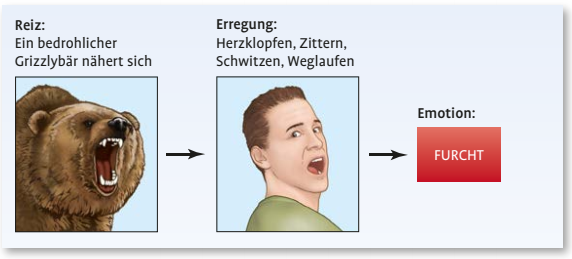 Reiz:
Ein bedrohlicher
Grizzlybär nähert sich
Erregung:
Herzklopfen, Zittern,
Schwitzen, Weglaufen
Emotion:
FURCHT